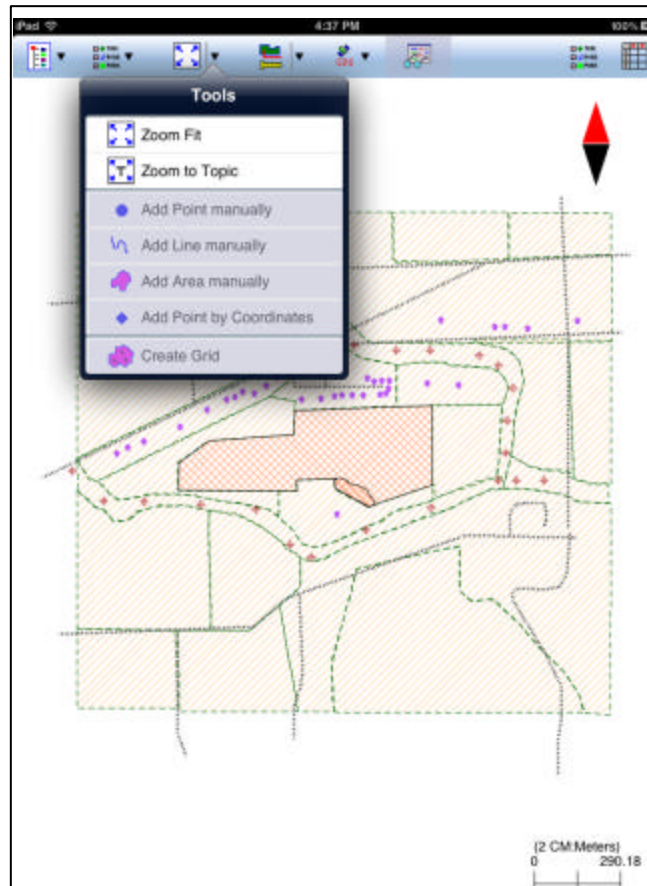 iPad 4:37 PM 100%
Tools
Zoom Fit
T Zoom to Topic
Add Point manually
Add Line manually
Add Area manually
Add Point by Coordinates
Create Grid
(2 CM:Meters)
0 290.18